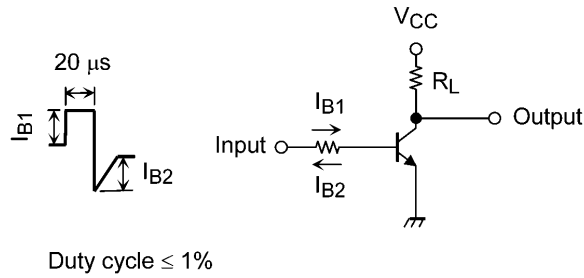 20 μs
I_B1
I_B2
Duty cycle ≤ 1%
V_CC
R_L
I_B1
Input
Output
I_B2